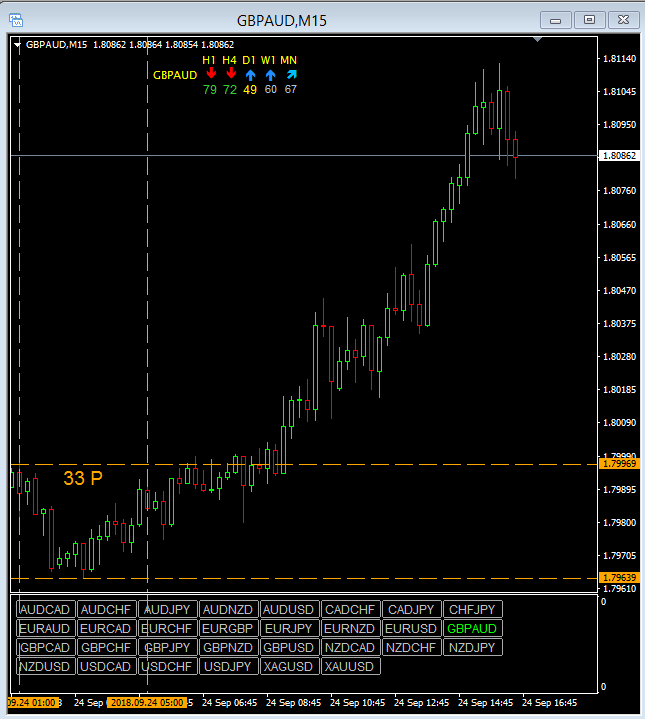 GBPAUD,M15
GBPAUD,M15 1.80862 1.80864 1.80854 1.80862
H1 H4 D1 W1 MN
GBPAUD
79 72 49 60 67
1.81140
1.81045
1.80950
1.80862
1.80760
1.80660
1.80565
1.80470
1.80375
1.80280
1.80185
1.80090
1.79990
1.79969
33 P
1.79895
1.79800
1.79705
1.79639
1.79610
0
AUDCAD AUDCHF AUDJPY AUDNZD AUDUSD CADCHF CADJPY CHFJPY
EURAUD EURCAD EURCHF EURGBP EURJPY EURNZD EURUSD GBPAUD
GBPCAD GBPCHF GBPJPY GBPNZD GBPUSD NZDCAD NZDCHF NZDJPY
NZDUSD USDCAD USDCHF USDJPY XAGUSD XAUUSD
0
09.24 01:00 24 Sep 2018.09.24 05:00 24 Sep 06:45 24 Sep 08:45 24 Sep 10:45 24 Sep 12:45 24 Sep 14:45 24 Sep 16:45